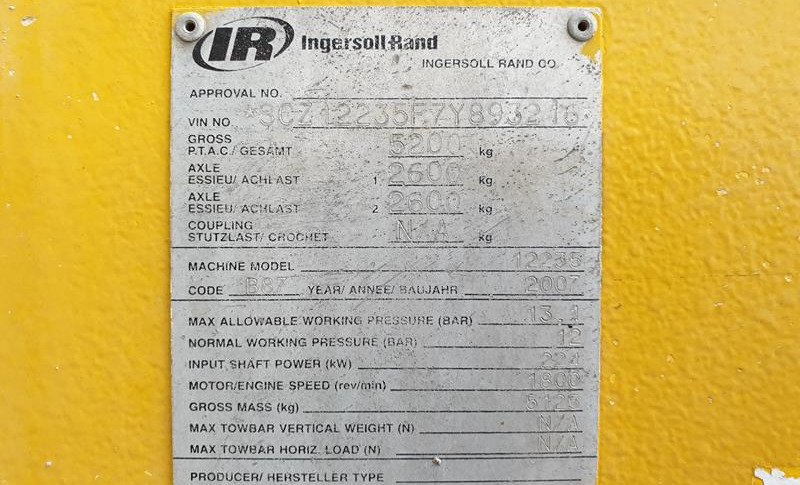 IR Ingersoll-Rand
INGERSOLL RAND CO.
APPROVAL NO.
VIN NO.
GROSS
P.T.A.C./ GESAMT 5200 kg
AXLE
ESSIEU/ ACHLAST 1 2600 kg
AXLE
ESSIEU/ ACHLAST 2 2600 kg
COUPLING
STUTZLAST/ CROCHET N/A kg
MACHINE MODEL 12235
CODE YEAR/ ANNEE/ BAUJAHR 2007
MAX ALLOWABLE WORKING PRESSURE (BAR)
NORMAL WORKING PRESSURE (BAR) 12
INPUT SHAFT POWER (kW) 224
MOTOR/ENGINE SPEED (rev/min) 1800
GROSS MASS (kg) 5125
MAX TOWBAR VERTICAL WEIGHT (N) N/A
MAX TOWBAR HORIZ. LOAD (N) N/A
PRODUCER/ HERSTELLER TYPE